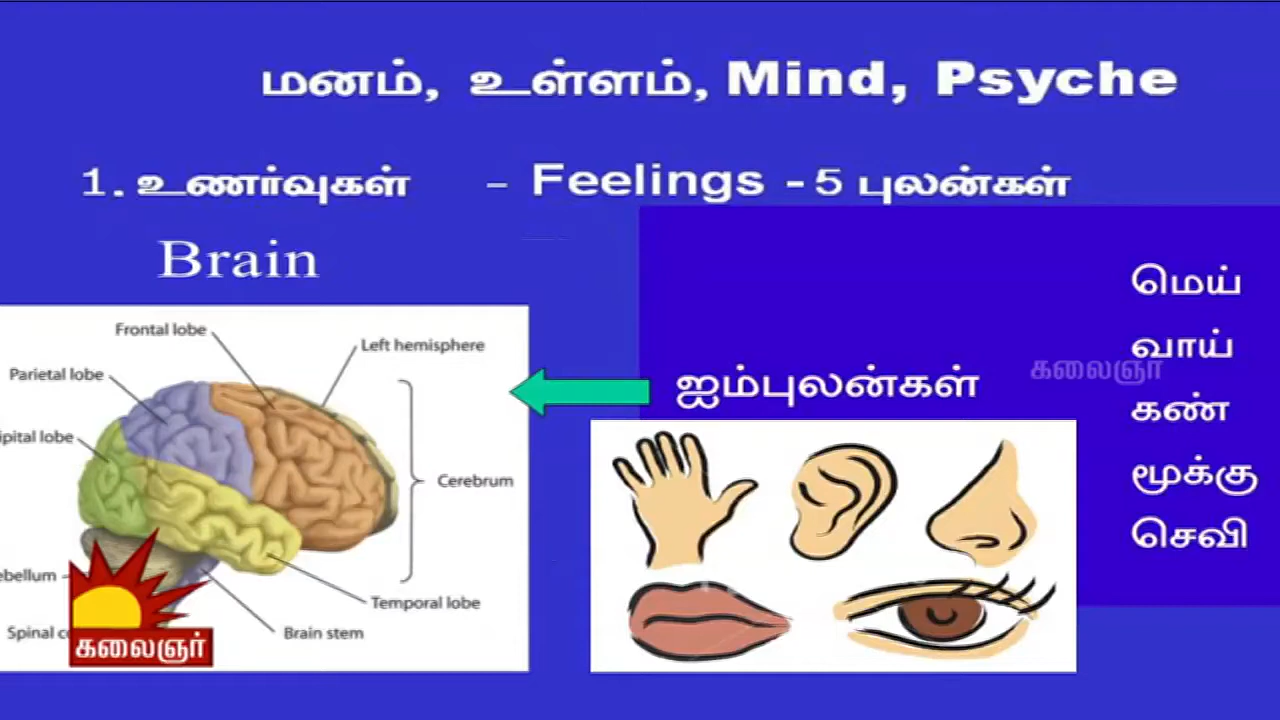 மனம், உள்ளம், Mind, Psyche
1. உணர்வுகள் – Feelings - 5 புலன்கள்
Brain
Frontal lobe
Left hemisphere
Parietal lobe
ipital lobe
Cerebrum
ebellum
Temporal lobe
Spinal co
Brain stem
கலைஞர்
ஐம்புலன்கள்
கலைஞர்
மெய்
வாய்
கண்
மூக்கு
செவி